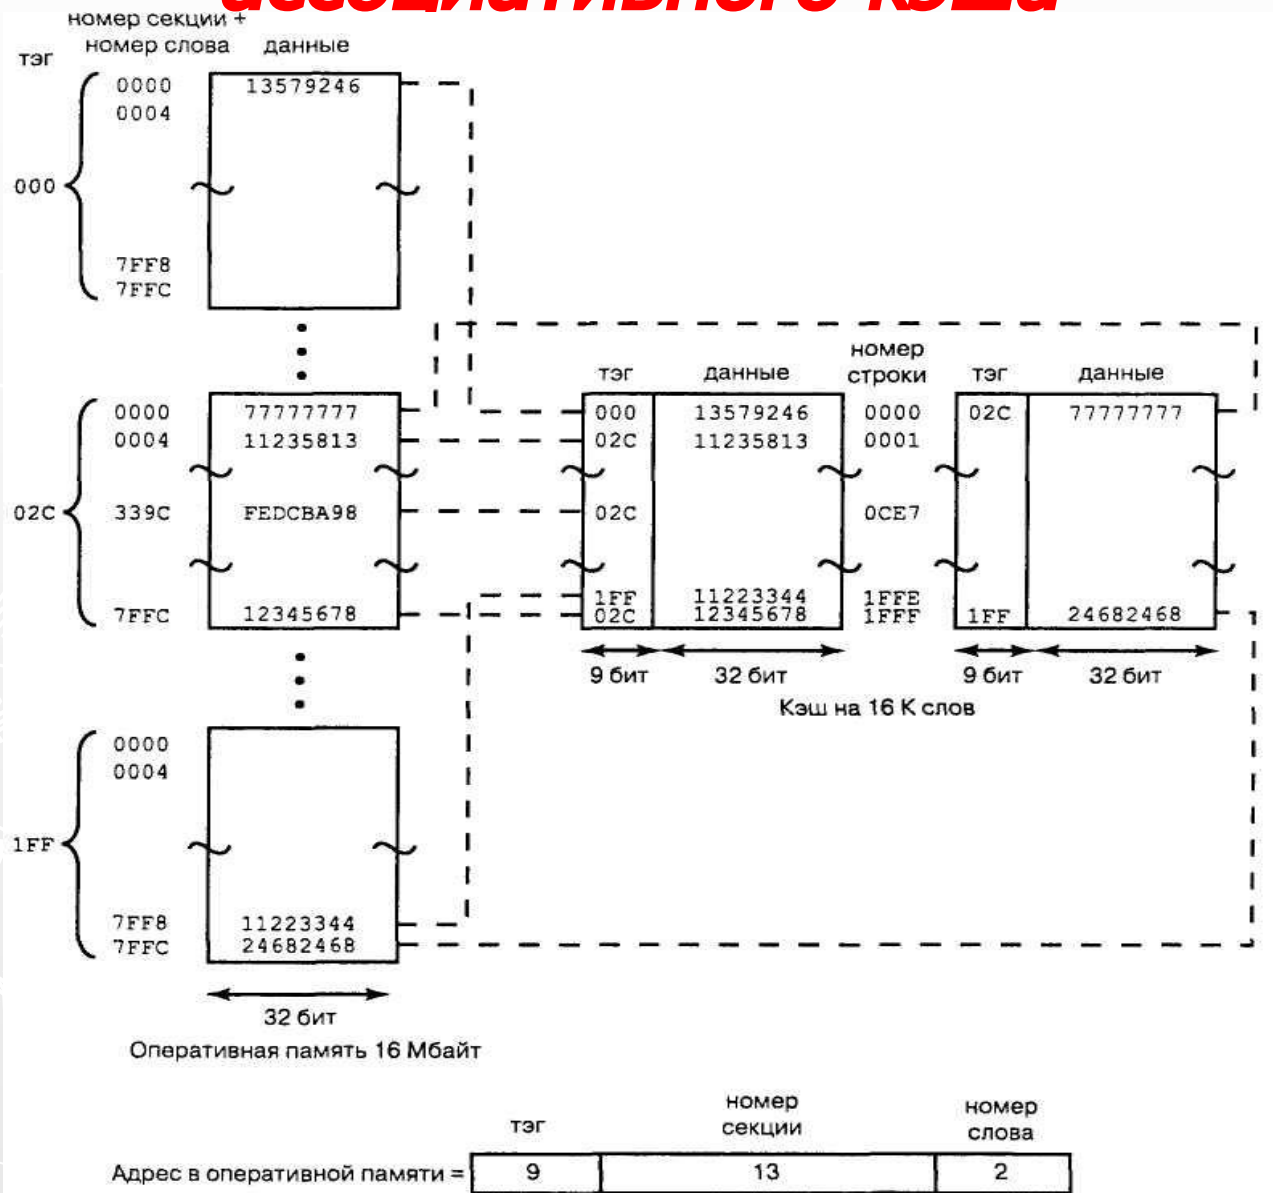 ассоциативного кэша
номер секции +
тэг номер слова данные
0000 13579246
0004
000
7FF8
7FFC
номер
тэг данные строки тэг данные
0000 77777777 000 13579246 0000 02C 77777777
0004 11235813 02C 11235813 0001
02C 339C FEDCBA98 02C 0CE7
1FF 11223344 1FFE
7FFC 12345678 02C 12345678 1FFF 1FF 24682468
9 бит 32 бит 9 бит 32 бит
Кэш на 16 К слов
0000
0004
1FF
7FF8 11223344
7FFC 24682468
32 бит
Оперативная память 16 Мбайт
номер номер
тэг секции слова
Адрес в оперативной памяти = 9 13 2